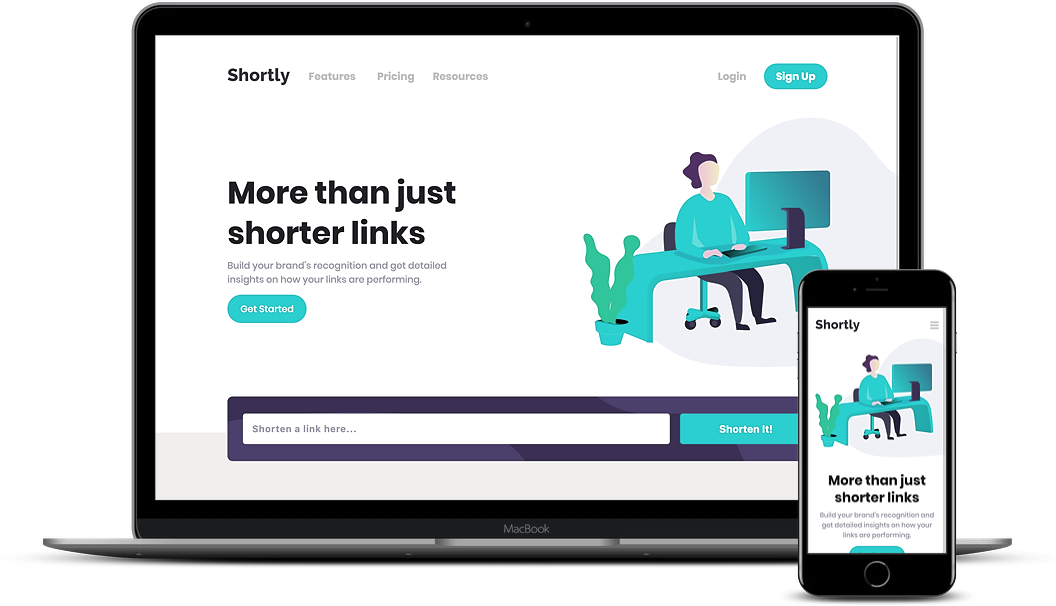 Shortly Features Pricing Resources Login Sign Up
More than just
shorter links
Build your brand's recognition and get detailed
insights on how your links are performing.
Get Started
Shorten a link here...
Shorten It!
MacBook
Shortly
More than just
shorter links
Build your brand's recognition and
get detailed insights on how your
links are performing.